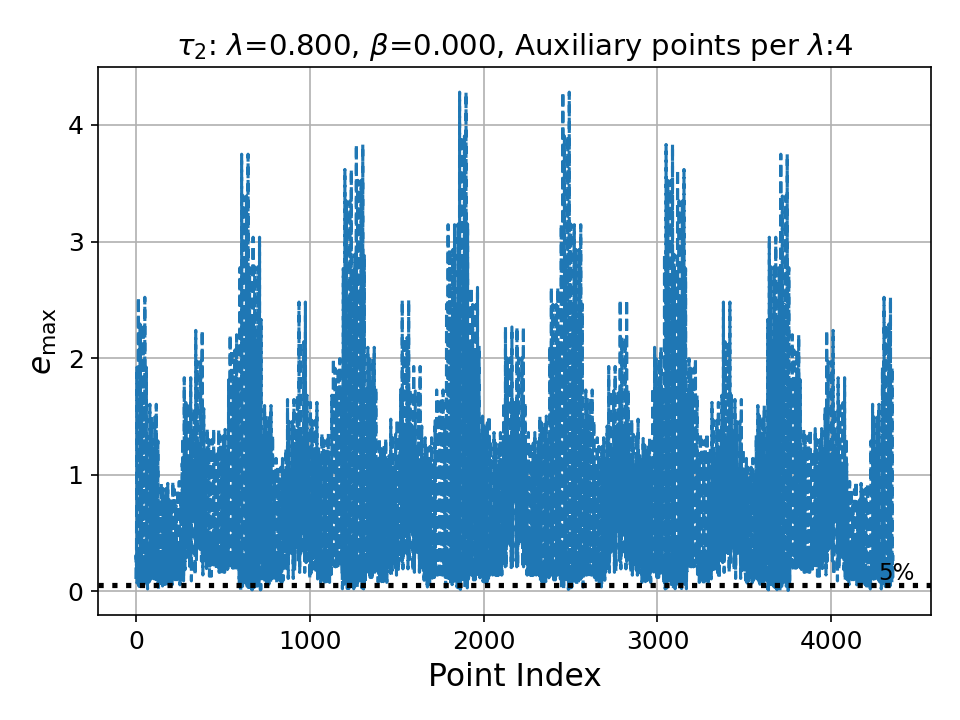 τ₂: λ=0.800, β=0.000, Auxiliary points per λ:4
e_max
4
3
2
1
0
5%
0 1000 2000 3000 4000
Point Index